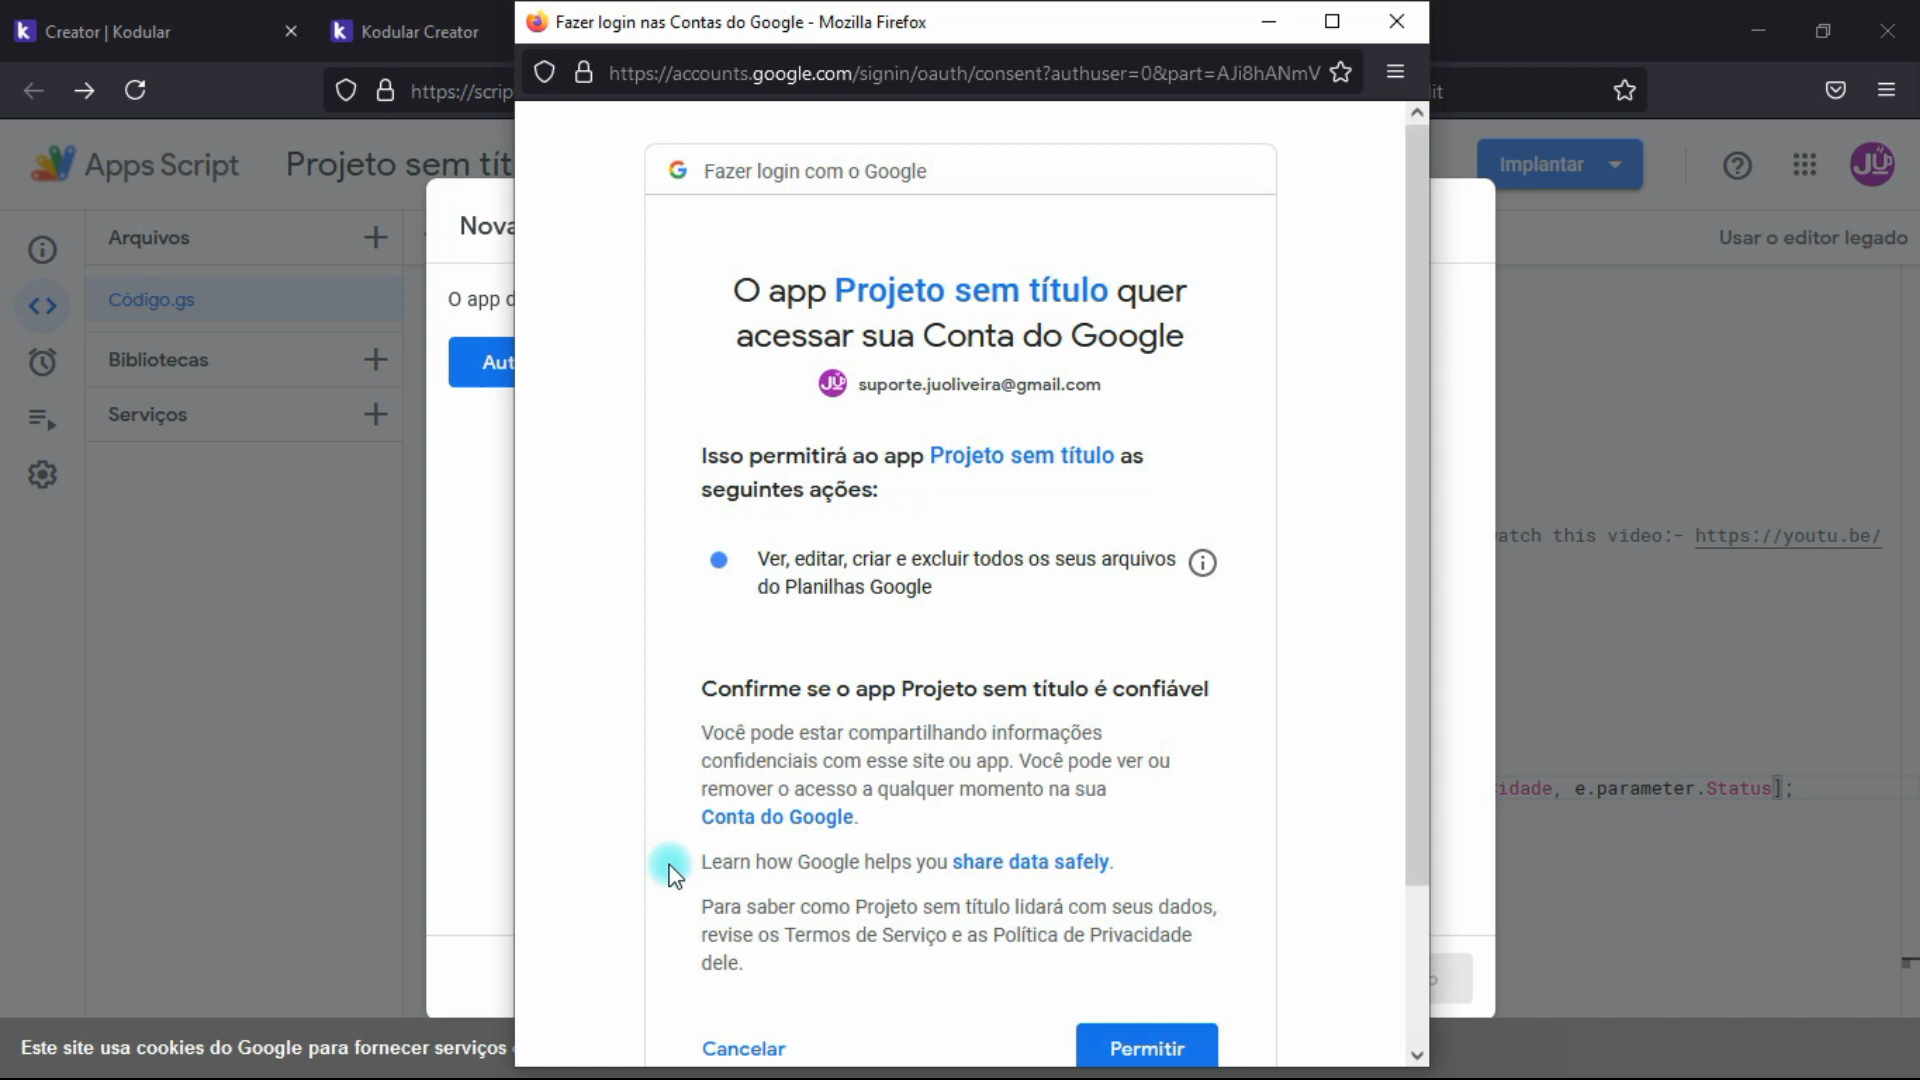 Creator | Kodular
Kodular Creator
Fazer login nas Contas do Google - Mozilla Firefox
https://accounts.google.com/signin/oauth/consent?authuser=0&part=AJi8hANmV
https://scrip
it
Apps Script
Projeto sem tít
Implantar
Usar o editor legado
Arquivos
Código.gs
Bibliotecas
Serviços
Nova
O app d
Aut
Fazer login com o Google
O app Projeto sem título quer
acessar sua Conta do Google
suporte.juoliveira@gmail.com
Isso permitirá ao app Projeto sem título as
seguintes ações:
Ver, editar, criar e excluir todos os seus arquivos
do Planilhas Google
Confirme se o app Projeto sem título é confiável
Você pode estar compartilhando informações
confidenciais com esse site ou app. Você pode ver ou
remover o acesso a qualquer momento na sua
Conta do Google.
Learn how Google helps you share data safely.
Para saber como Projeto sem título lidará com seus dados,
revise os Termos de Serviço e as Política de Privacidade
dele.
Cancelar
Permitir
atch this video:- https://youtu.be/
idade, e.parameter.Status];
Este site usa cookies do Google para fornecer serviços